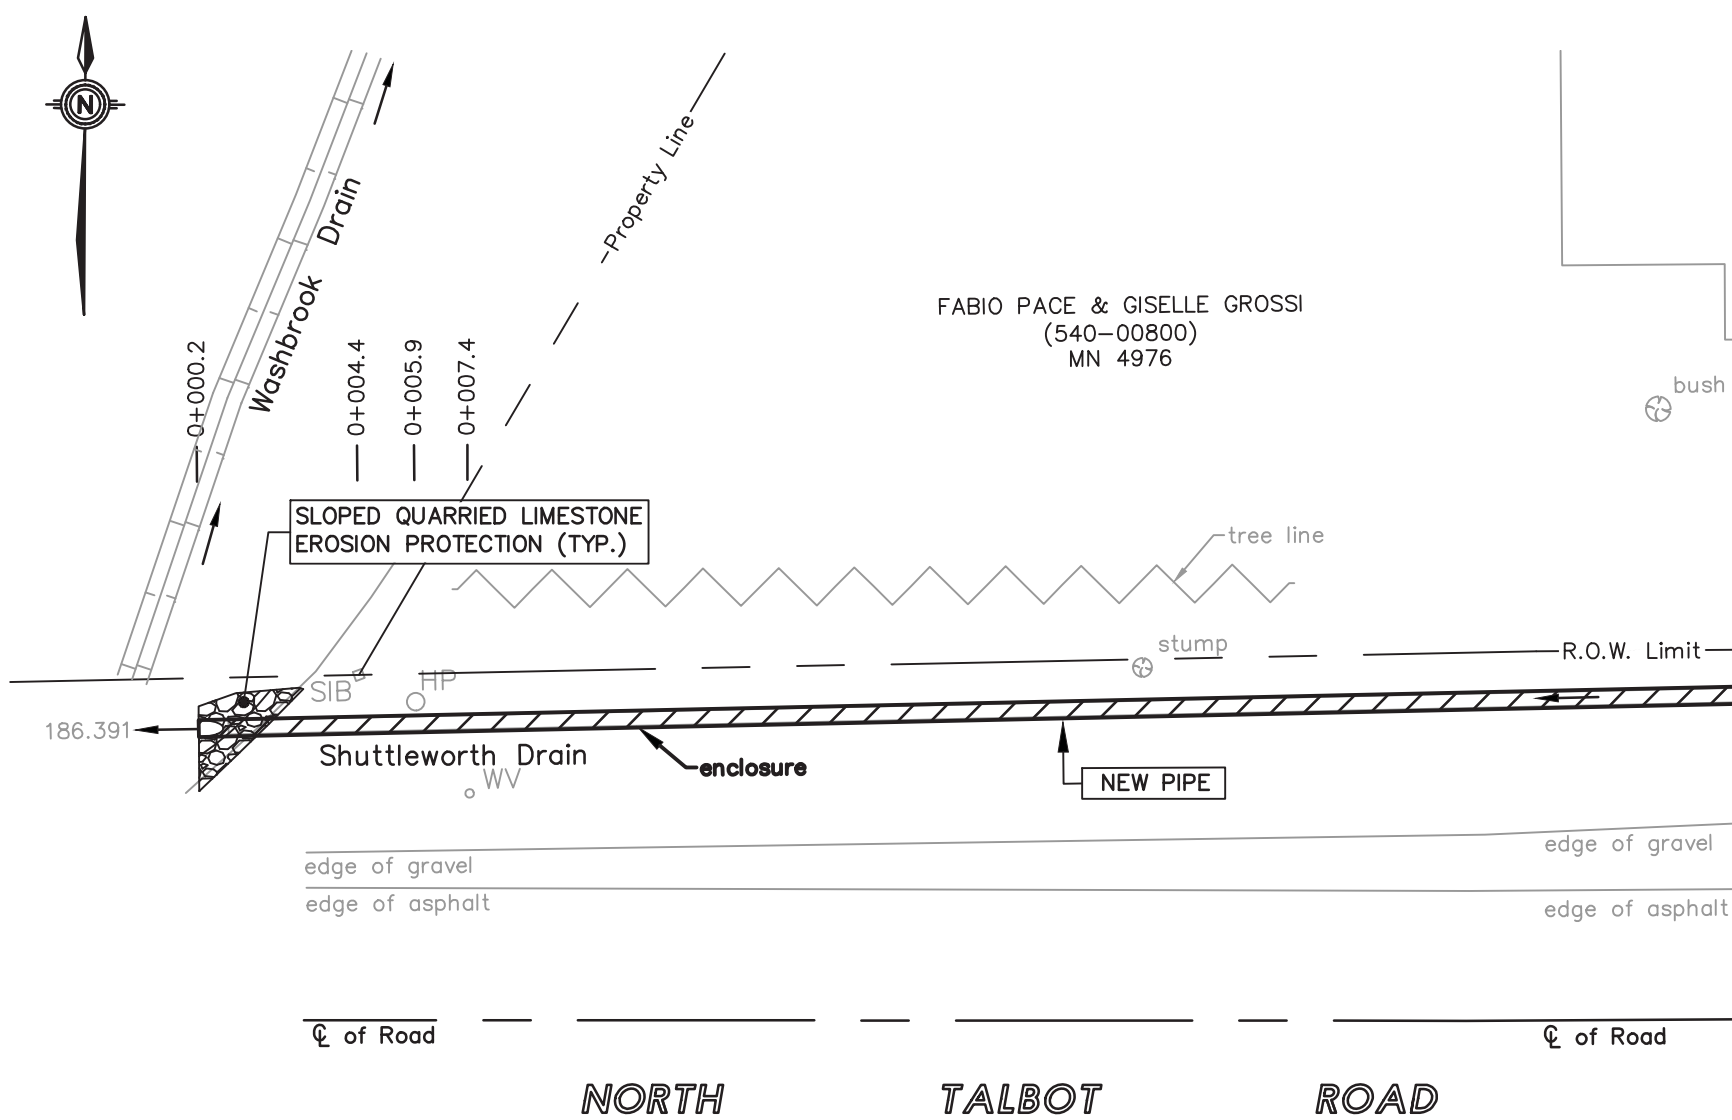 N
Washbrook Drain
Property Line
FABIO PACE & GISELLE GROSSI
(540-00800)
MN 4976
bush
0+000.2
0+004.4
0+005.9
0+007.4
SLOPED QUARRIED LIMESTONE
EROSION PROTECTION (TYP.)
tree line
stump
R.O.W. Limit
SIB
HP
186.391
Shuttleworth Drain
WV
enclosure
NEW PIPE
edge of gravel
edge of gravel
edge of asphalt
edge of asphalt
℄ of Road
℄ of Road
NORTH TALBOT ROAD